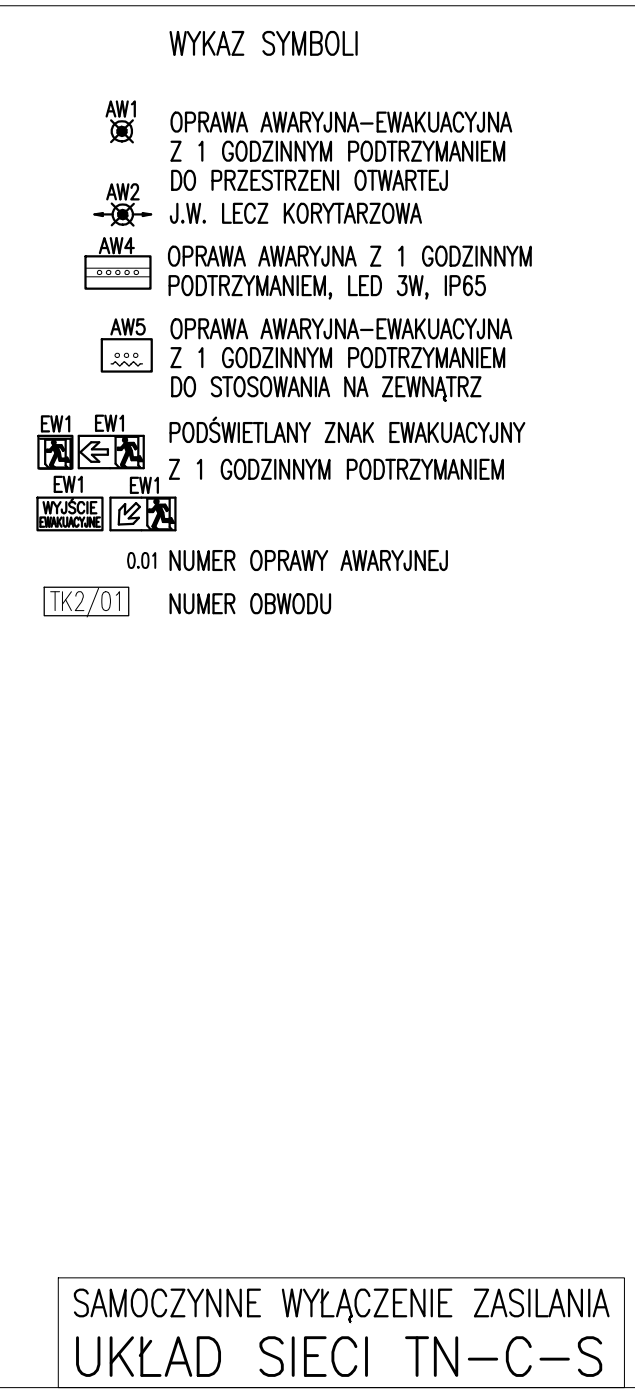 WYKAZ SYMBOLI
AW1
OPRAWA AWARYJNA-EWAKUACYJNA
Z 1 GODZINNYM PODTRZYMANIEM
DO PRZESTRZENI OTWARTEJ
AW2
J.W. LECZ KORYTARZOWA
AW4
OPRAWA AWARYJNA Z 1 GODZINNYM
PODTRZYMANIEM, LED 3W, IP65
AW5
OPRAWA AWARYJNA-EWAKUACYJNA
Z 1 GODZINNYM PODTRZYMANIEM
DO STOSOWANIA NA ZEWNĄTRZ
EW1 EW1
PODŚWIETLANY ZNAK EWAKUACYJNY
Z 1 GODZINNYM PODTRZYMANIEM
EW1 EW1
WYJŚCIE
EWAKUACYJNE
0.01 NUMER OPRAWY AWARYJNEJ
TK2/01 NUMER OBWODU
SAMOCZYNNE WYŁĄCZENIE ZASILANIA
UKŁAD SIECI TN-C-S